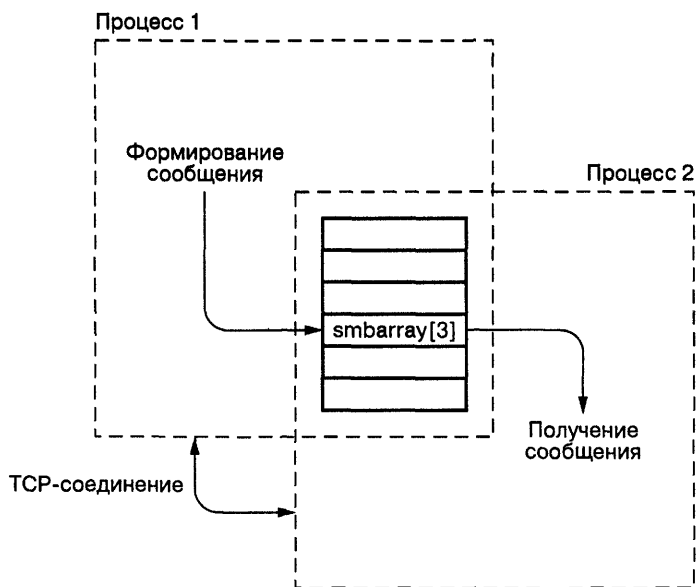 Процесс 1
Формирование
сообщения
Процесс 2
smbarray[3]
Получение
сообщения
TCP-соединение